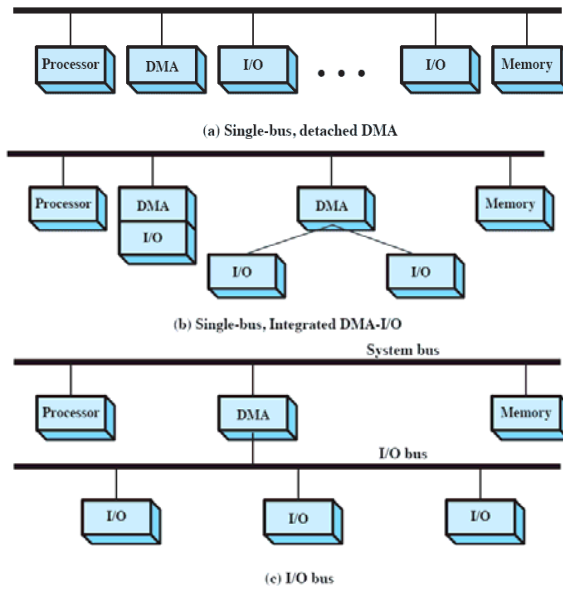 Processor DMA I/O • • • I/O Memory
(a) Single-bus, detached DMA
Processor DMA DMA Memory
I/O
I/O I/O
(b) Single-bus, Integrated DMA-I/O
System bus
Processor DMA Memory
I/O bus
I/O I/O I/O
(c) I/O bus